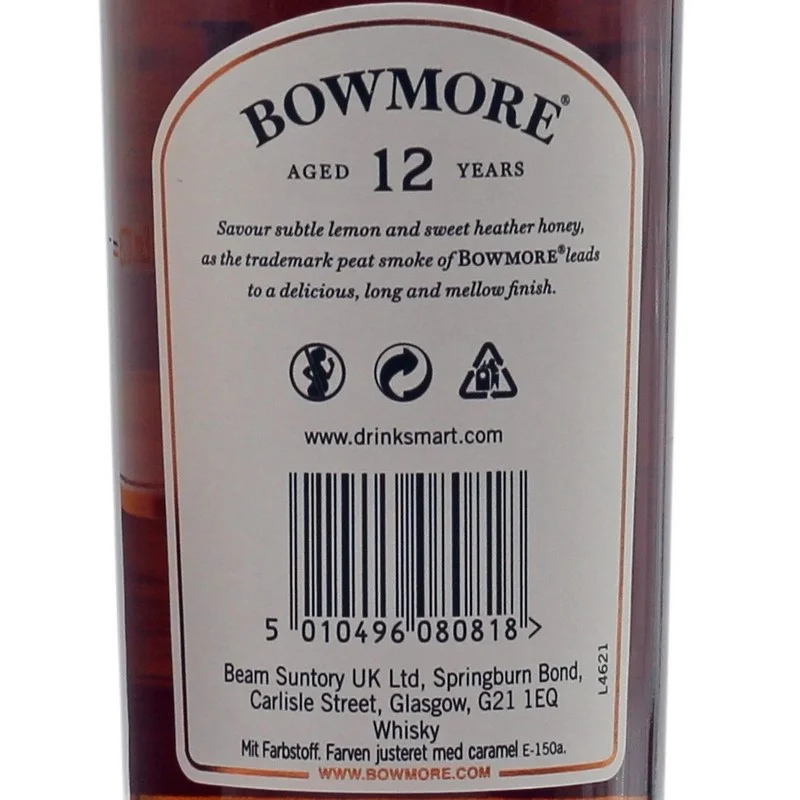 BOWMORE®
AGED 12 YEARS
Savour subtle lemon and sweet heather honey,
as the trademark peat smoke of BOWMORE® leads
to a delicious, long and mellow finish.
www.drinksmart.com
5 010496 080818 >
Beam Suntory UK Ltd, Springburn Bond,
Carlisle Street, Glasgow, G21 1EQ
Whisky
Mit Farbstoff. Farven justeret med caramel E-150a.
WWW.BOWMORE.COM
L4621